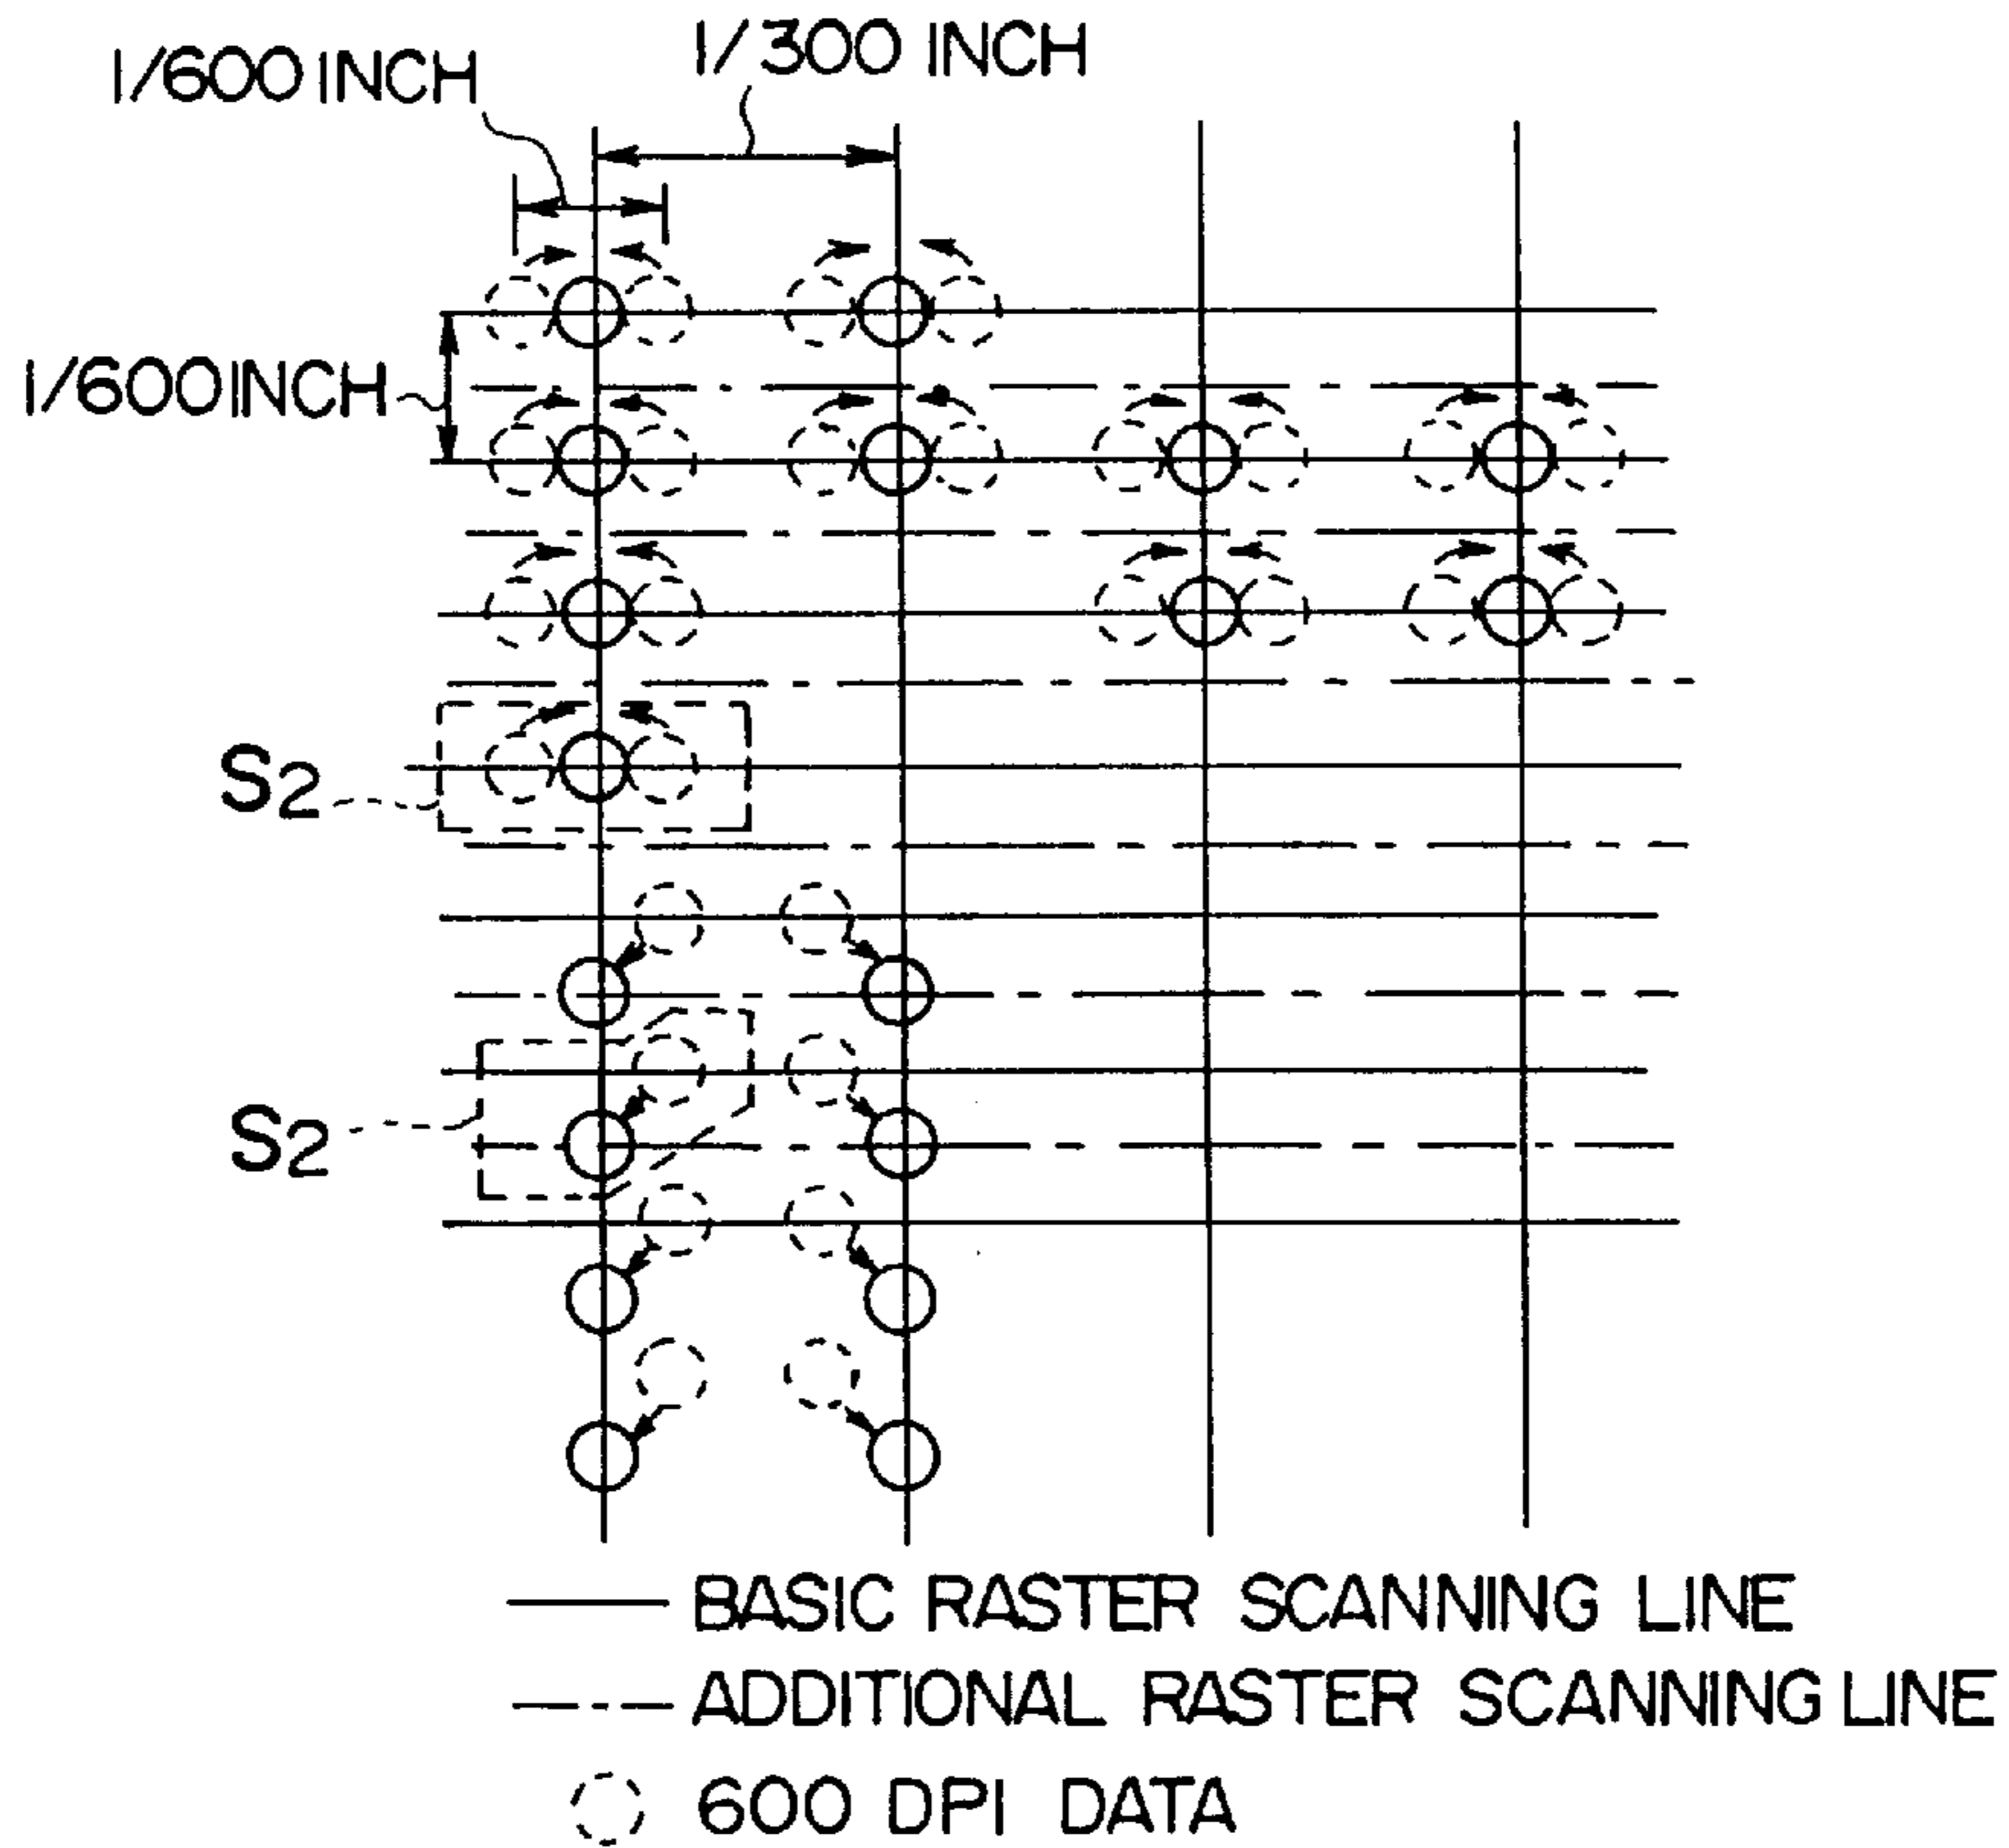 1/300 INCH
1/600 INCH
1/600 INCH
S2
S2
BASIC RASTER SCANNING LINE
ADDITIONAL RASTER SCANNING LINE
600 DPI DATA